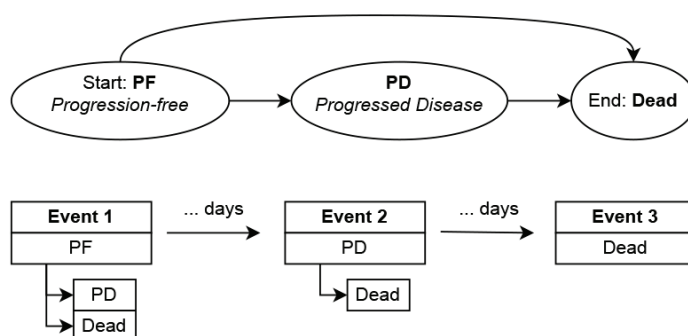 Start: PF
Progression-free
PD
Progressed Disease
End: Dead
Event 1
PF
PD
Dead
... days
Event 2
PD
Dead
... days
Event 3
Dead